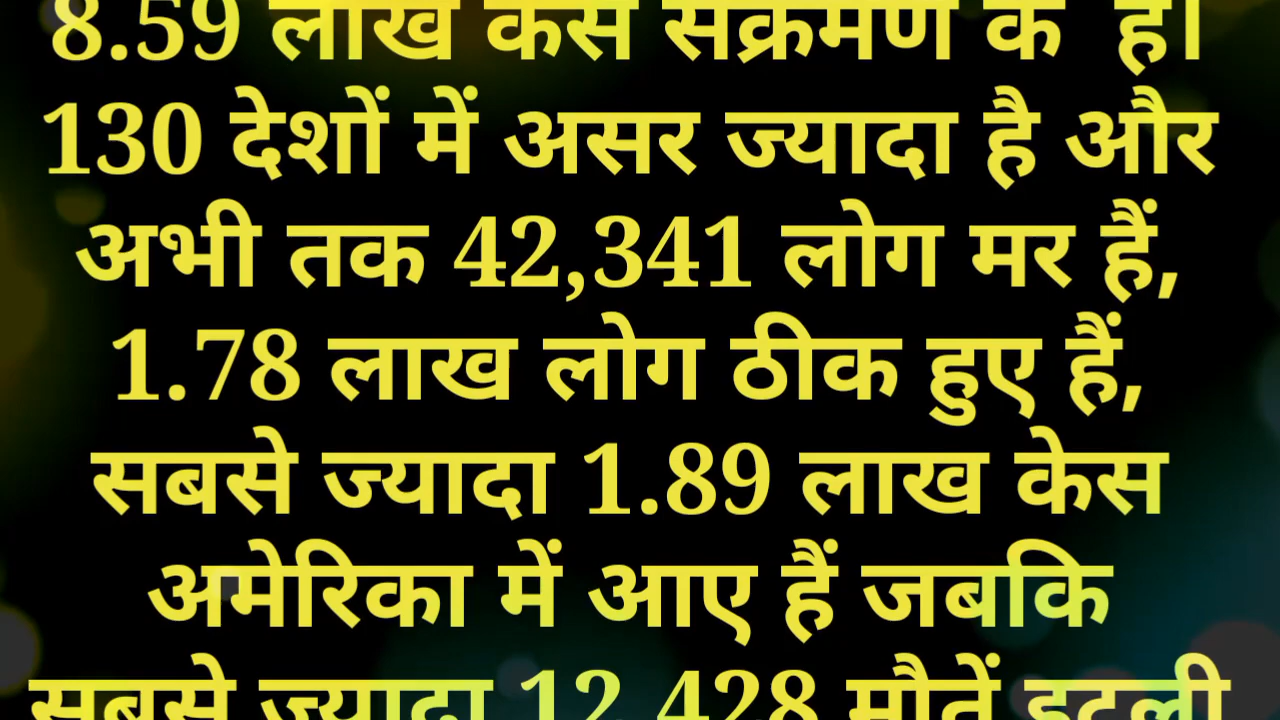 8.59 लाख केस संक्रमण के है।
130 देशों में असर ज्यादा है और
अभी तक 42,341 लोग मर हैं,
1.78 लाख लोग ठीक हुए हैं,
सबसे ज्यादा 1.89 लाख केस
अमेरिका में आए हैं जबकि
सबसे ज्यादा 12,428 मौतें इटली